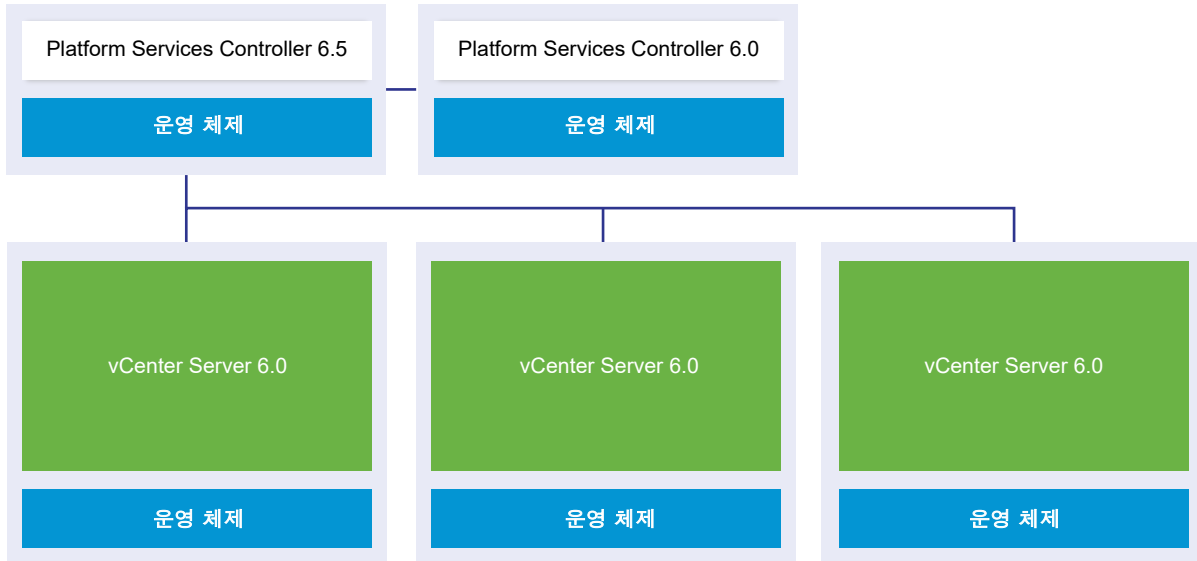 Platform Services Controller 6.5
Platform Services Controller 6.0
운영 체제
운영 체제
vCenter Server 6.0
vCenter Server 6.0
vCenter Server 6.0
운영 체제
운영 체제
운영 체제